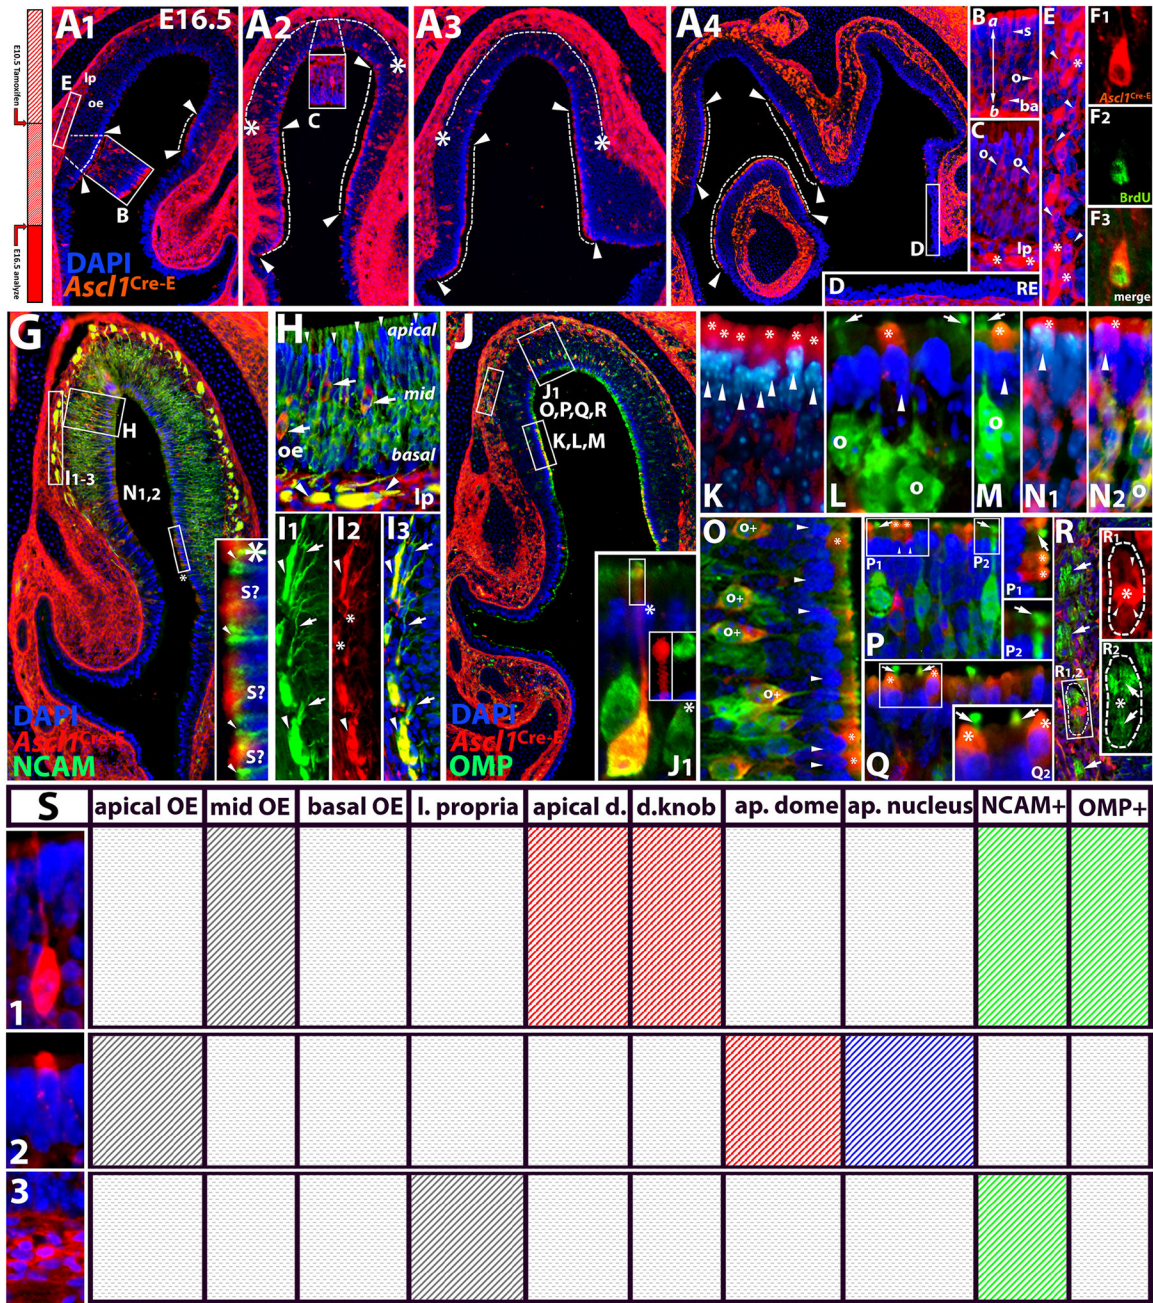 E10.5 Tamoxifen
E16.5 analyze
A1 E16.5
E
lp
oe
B
DAPI
Ascl1Cre-E
A2
*
*
C
A3
*
*
A4
D
D RE
B
a
s
o
ba
b
C
o o
lp
* *
E
*
*
*
*
F1
Ascl1Cre-E
F2
BrdU
F3
merge
G
H
I1-3
N1,2
*
DAPI
Ascl1Cre-E
NCAM
*
S?
S?
S?
H
apical
mid
oe
basal
lp
I1
I2
*
*
I3
J
J1
O,P,Q,R
K,L,M
DAPI
Ascl1Cre-E
OMP
*
*
J1
* * * * * *
K
*
o
o
L
*
o
M
*
N1
*
N2 o
O
o+
o+
o+
o+
*
*
*
* *
P1
P2
P
P1
*
*
P2
* *
Q
* *
Q2
R
R1,2
R1
*
R2
*
S apical OE mid OE basal OE l. propria apical d. d.knob ap. dome ap. nucleus NCAM+ OMP+
1
2
3